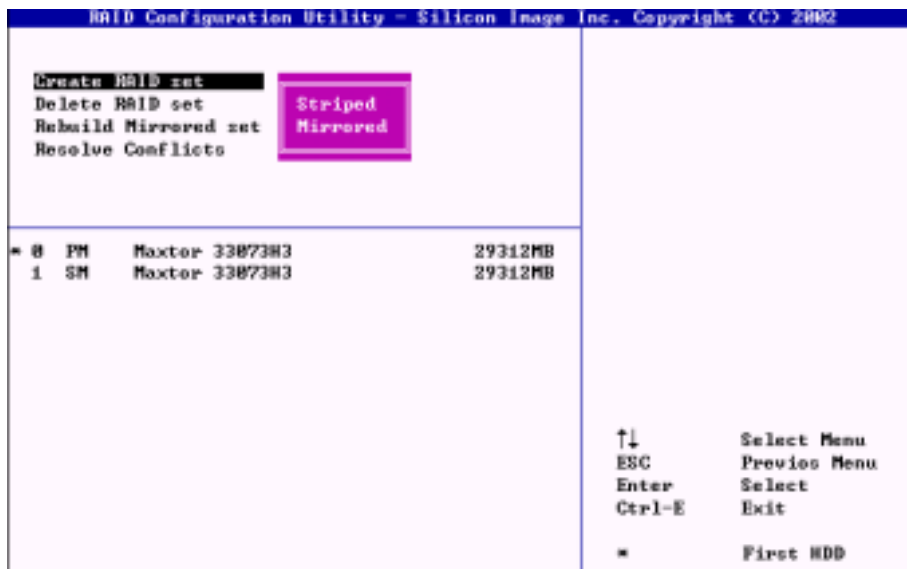 RAID Configuration Utility - Silicon Image Inc. Copyright (C) 2002
Create RAID set
Delete RAID set
Rebuild Mirrored set
Resolve Conflicts
Striped
Mirrored
* 0 PM Maxtor 33073H3 29312MB
1 SM Maxtor 33073H3 29312MB
↑↓ Select Menu
ESC Previos Menu
Enter Select
Ctrl-E Exit
* First HDD